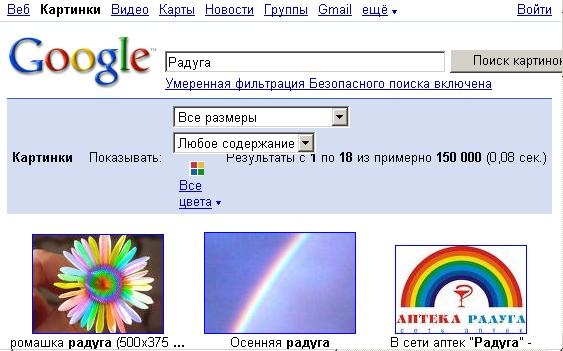 Веб Картинки Видео Карты Новости Группы Gmail ещё ▼ Войти
Google™ Радуга Поиск картинок
Умеренная фильтрация Безопасного поиска включена
Все размеры
Любое содержание
Картинки Показывать: Результаты с 1 по 18 из примерно 150 000 (0,08 сек.)
Все
цвета ▼
АПТЕКА РАДУГА
сеть аптек
ромашка радуга (500x375 ... Осенняя радуга В сети аптек "Радуга" -